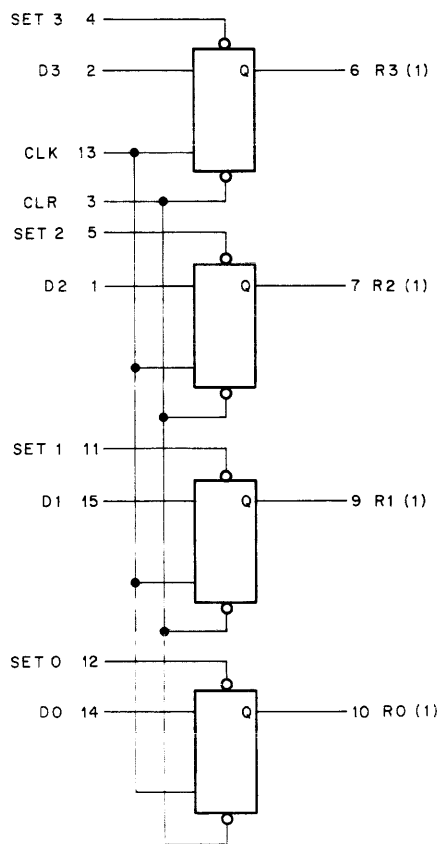 SET 3 4
D3 2 Q 6 R3 (1)
CLK 13
CLR 3
SET 2 5
D2 1 Q 7 R2 (1)
SET 1 11
D1 15 Q 9 R1 (1)
SET 0 12
D0 14 Q 10 R0 (1)